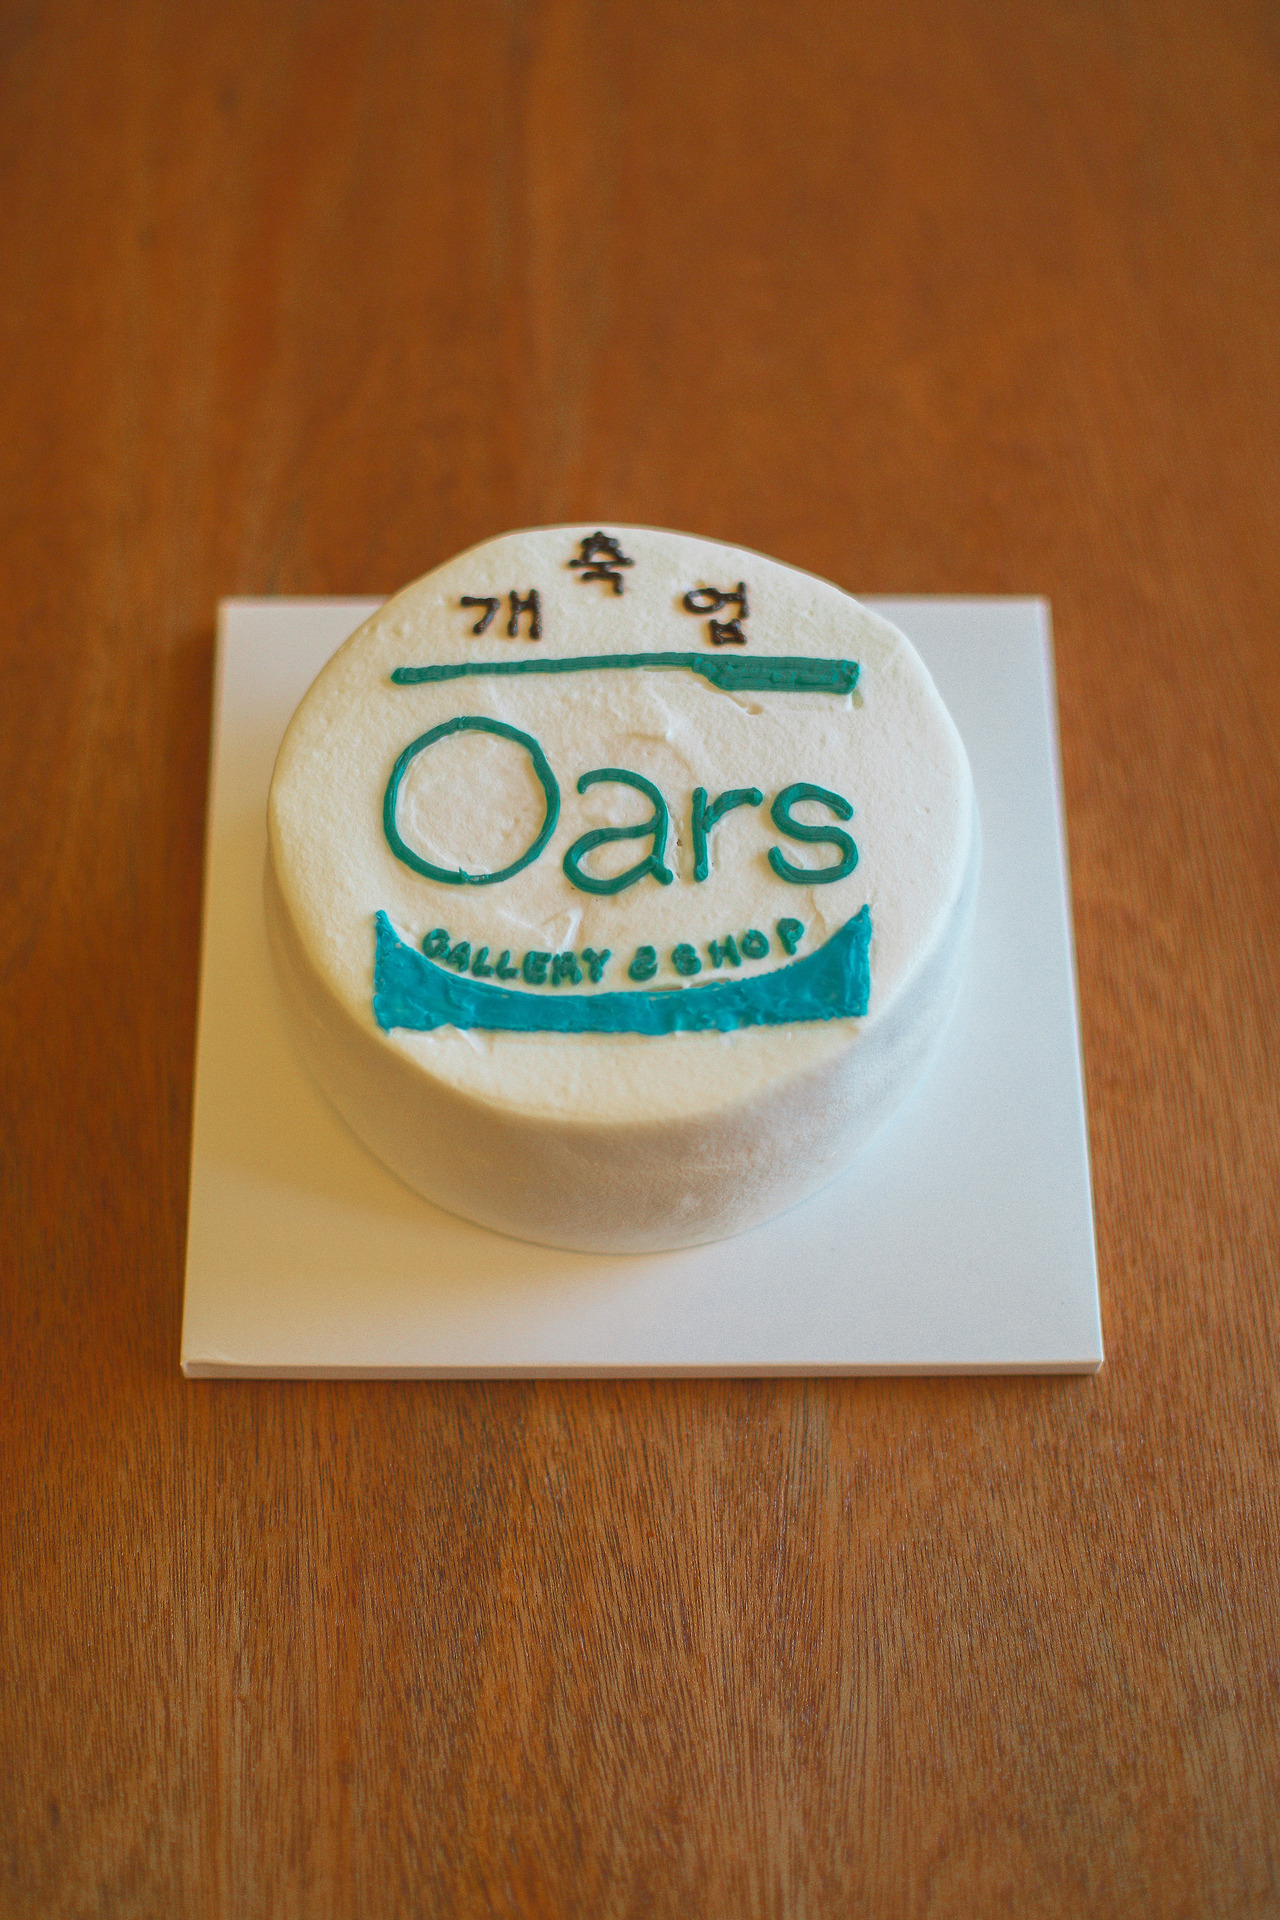 축
개 업
Oars
GALLERY & SHOP